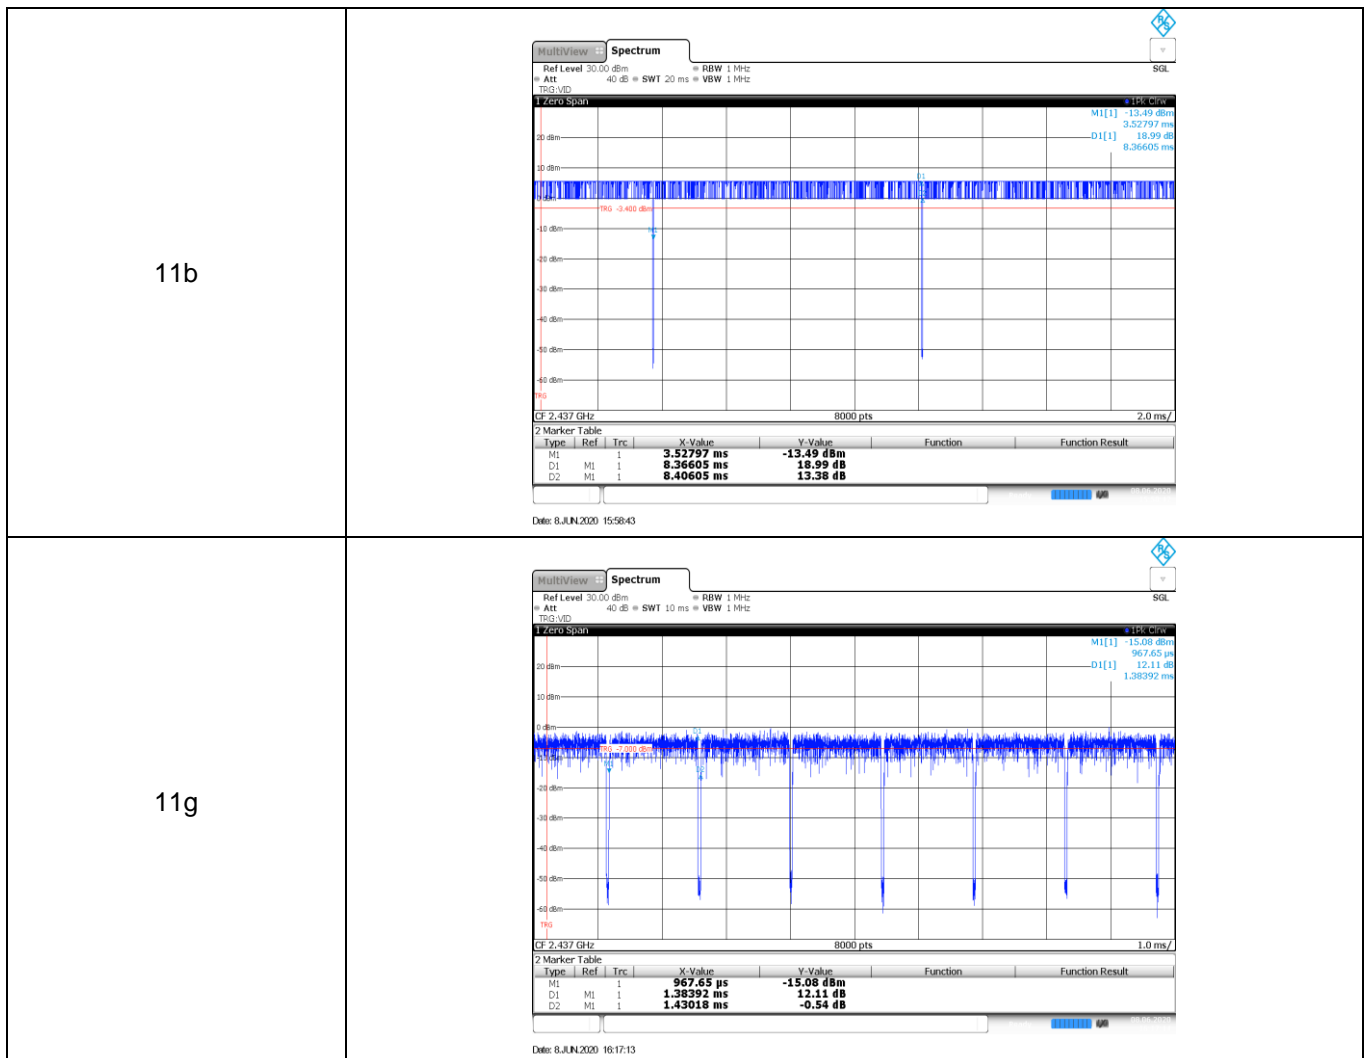 11b
R S
MultiView Spectrum
Ref Level 30.00 dBm RBW 1 MHz SGL
Att 40 dB SWT 20 ms VBW 1 MHz
TRG:VID
1 Zero Span 1Pk Clrw
M1[1] -13.49 dBm
3.52797 ms
20 dBm D1[1] 18.99 dB
8.36605 ms
10 dBm
D1
0 dBm
TRG -3.400 dBm
-10 dBm M1
-20 dBm
-30 dBm
-40 dBm
-50 dBm
-60 dBm
TRG
CF 2.437 GHz 8000 pts 2.0 ms/
2 Marker Table
Type Ref Trc X-Value Y-Value Function Function Result
M1 1 3.52797 ms -13.49 dBm
D1 M1 1 8.36605 ms 18.99 dB
D2 M1 1 8.40605 ms 13.38 dB
Date: 8.JUN.2020 15:58:43
11g
R S
MultiView Spectrum
Ref Level 30.00 dBm RBW 1 MHz SGL
Att 40 dB SWT 10 ms VBW 1 MHz
TRG:VID
1 Zero Span 1Pk Clrw
M1[1] -15.08 dBm
967.65 µs
20 dBm D1[1] 12.11 dB
1.38392 ms
10 dBm
0 dBm
D1
TRG -7.000 dBm
-10 dBm
M1
-20 dBm
-30 dBm
-40 dBm
-50 dBm
-60 dBm
TRG
CF 2.437 GHz 8000 pts 1.0 ms/
2 Marker Table
Type Ref Trc X-Value Y-Value Function Function Result
M1 1 967.65 µs -15.08 dBm
D1 M1 1 1.38392 ms 12.11 dB
D2 M1 1 1.43018 ms -0.54 dB
Date: 8.JUN.2020 16:17:13